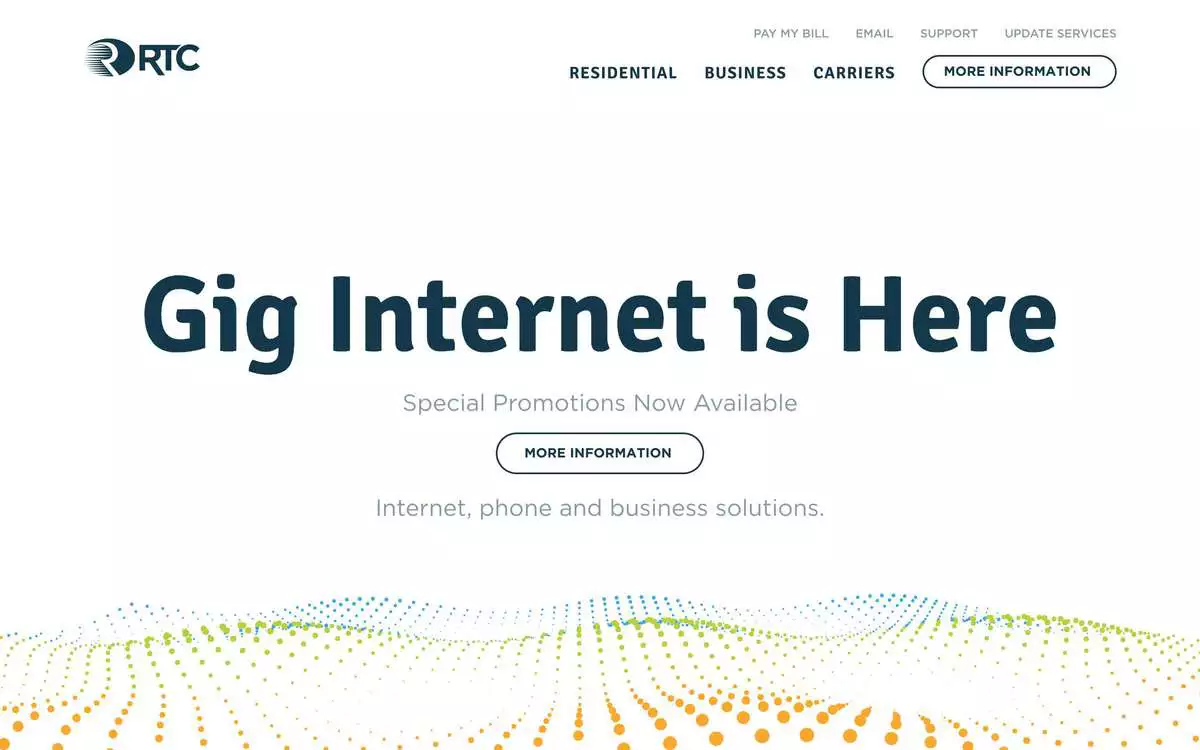 RTC
PAY MY BILL EMAIL SUPPORT UPDATE SERVICES
RESIDENTIAL BUSINESS CARRIERS MORE INFORMATION
Gig Internet is Here
Special Promotions Now Available
MORE INFORMATION
Internet, phone and business solutions.